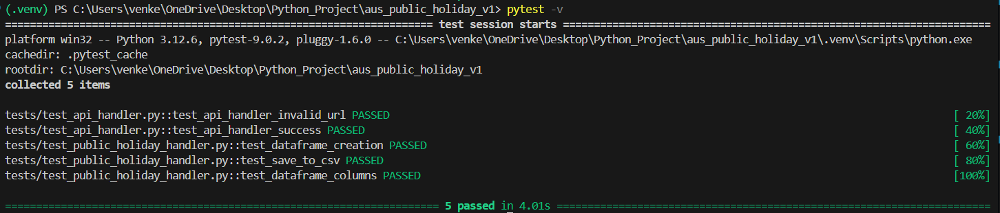 (.venv) PS C:\Users\venke\OneDrive\Desktop\Python_Project\aus_public_holiday_v1> pytest -v
===================================================================== test session starts =====================================================================
platform win32 -- Python 3.12.6, pytest-9.0.2, pluggy-1.6.0 -- C:\Users\venke\OneDrive\Desktop\Python_Project\aus_public_holiday_v1\.venv\Scripts\python.exe
cachedir: .pytest_cache
rootdir: C:\Users\venke\OneDrive\Desktop\Python_Project\aus_public_holiday_v1
collected 5 items
tests/test_api_handler.py::test_api_handler_invalid_url PASSED [ 20%]
tests/test_api_handler.py::test_api_handler_success PASSED [ 40%]
tests/test_public_holiday_handler.py::test_dataframe_creation PASSED [ 60%]
tests/test_public_holiday_handler.py::test_save_to_csv PASSED [ 80%]
tests/test_public_holiday_handler.py::test_dataframe_columns PASSED [100%]
====================================================================== 5 passed in 4.01s ======================================================================